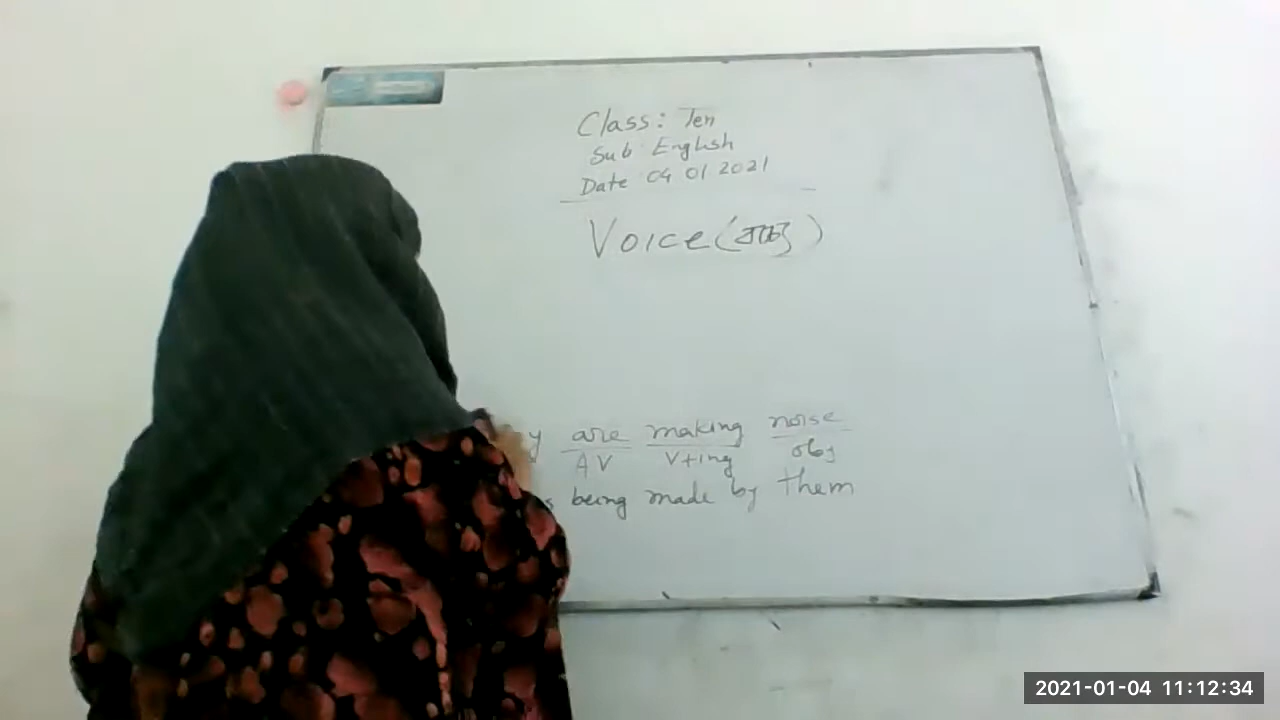 Class: Ten
Sub English
Date 04 01 2021
Voice (বাচ্য)
y are making noise
AV V+ing obj
s being made by them
2021-01-04 11:12:34